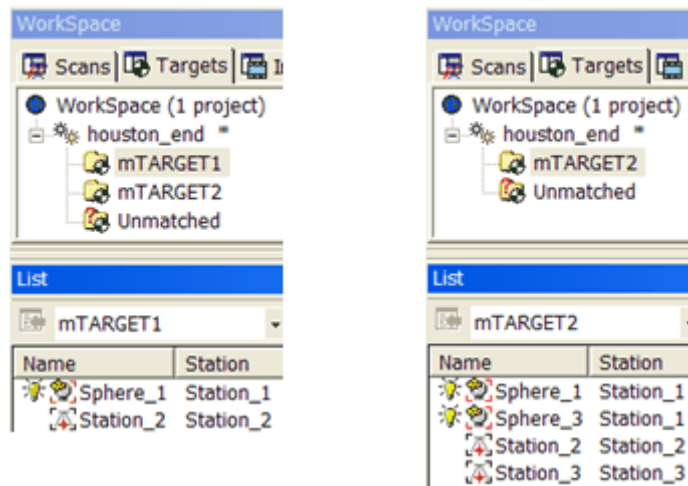 WorkSpace
Scans Targets I
WorkSpace (1 project)
houston_end *
mTARGET1
mTARGET2
Unmatched
List
mTARGET1
Name Station
Sphere_1 Station_1
Station_2 Station_2
WorkSpace
Scans Targets
WorkSpace (1 project)
houston_end *
mTARGET2
Unmatched
List
mTARGET2
Name Station
Sphere_1 Station_1
Sphere_3 Station_1
Station_2 Station_2
Station_3 Station_3